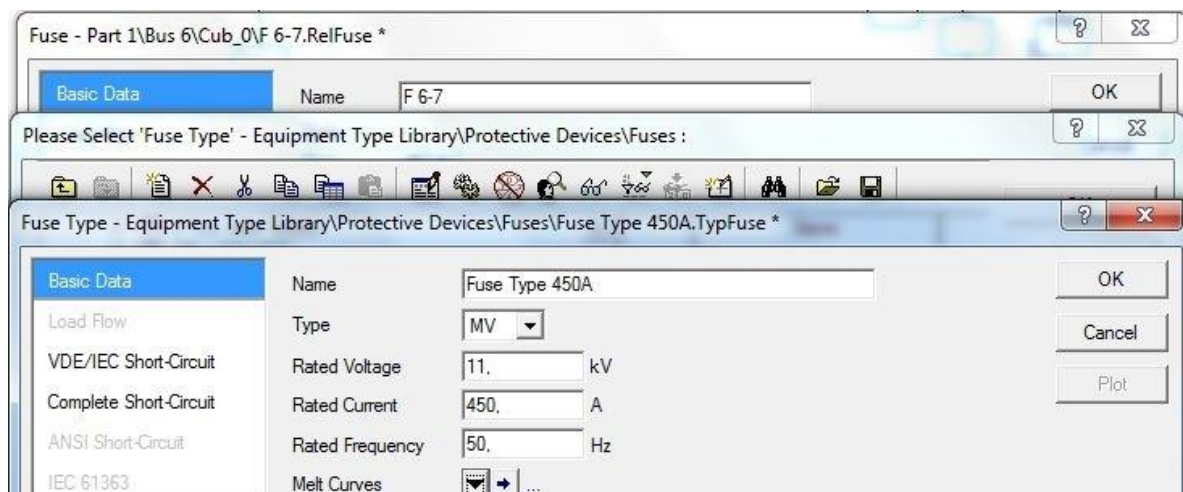 Fuse - Part 1\Bus 6\Cub_0\F 6-7.RelFuse *
Basic Data
Name F 6-7
OK
Please Select 'Fuse Type' - Equipment Type Library\Protective Devices\Fuses :
Fuse Type - Equipment Type Library\Protective Devices\Fuses\Fuse Type 450A.TypFuse *
Basic Data
Name Fuse Type 450A
OK
Load Flow
Type MV
Cancel
VDE/IEC Short-Circuit
Rated Voltage 11, kV
Plot
Complete Short-Circuit
Rated Current 450, A
ANSI Short-Circuit
Rated Frequency 50, Hz
IEC 61363
Melt Curves ...